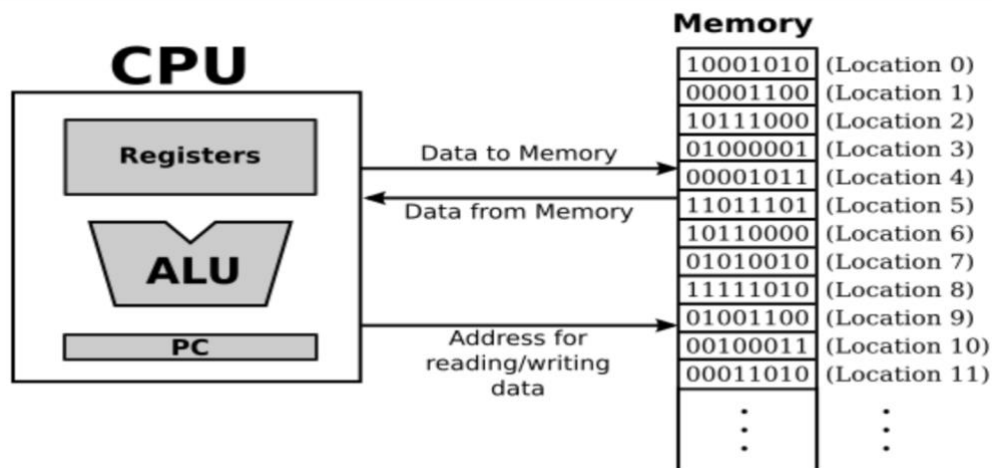 CPU
Registers
ALU
PC
Data to Memory
Data from Memory
Address for
reading/writing
data
Memory
10001010 (Location 0)
00001100 (Location 1)
10111000 (Location 2)
01000001 (Location 3)
00001011 (Location 4)
11011101 (Location 5)
10110000 (Location 6)
01010010 (Location 7)
11111010 (Location 8)
01001100 (Location 9)
00100011 (Location 10)
00011010 (Location 11)